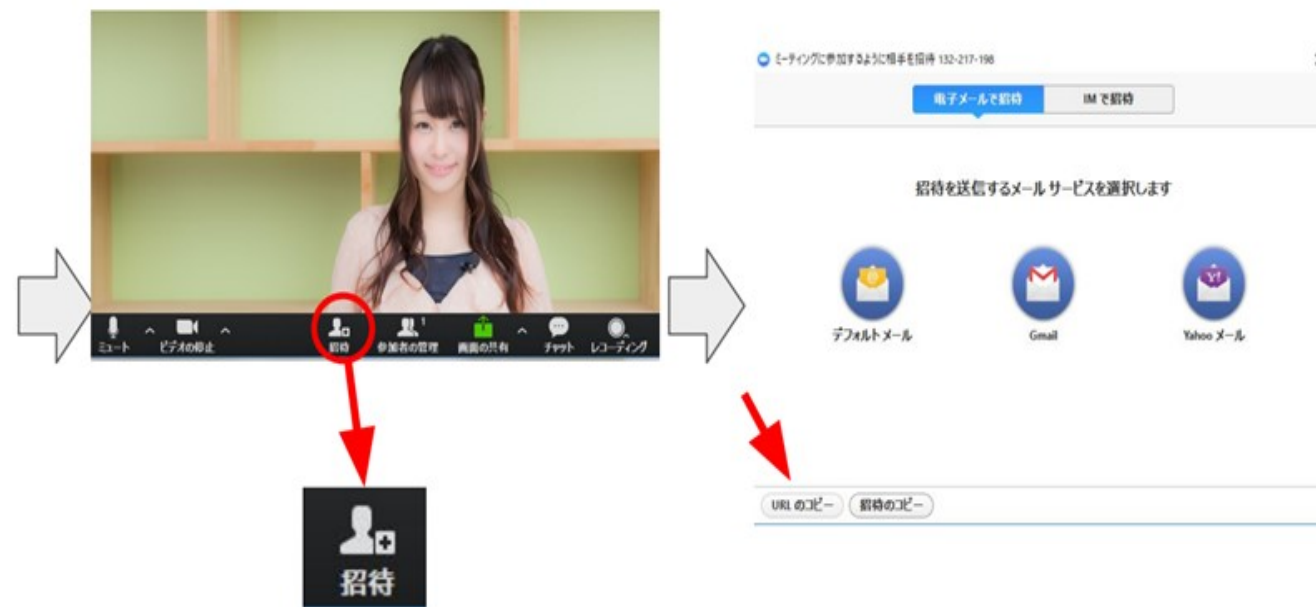 ミュート
ビデオの停止
招待
参加者の管理
1
画面の共有
チャット
レコーディング
招待
ミーティングに参加するように相手を招待 132-217-198
電子メールで招待
IM で招待
招待を送信するメール サービスを選択します
デフォルト メール
Gmail
Yahoo メール
URL のコピー
招待のコピー